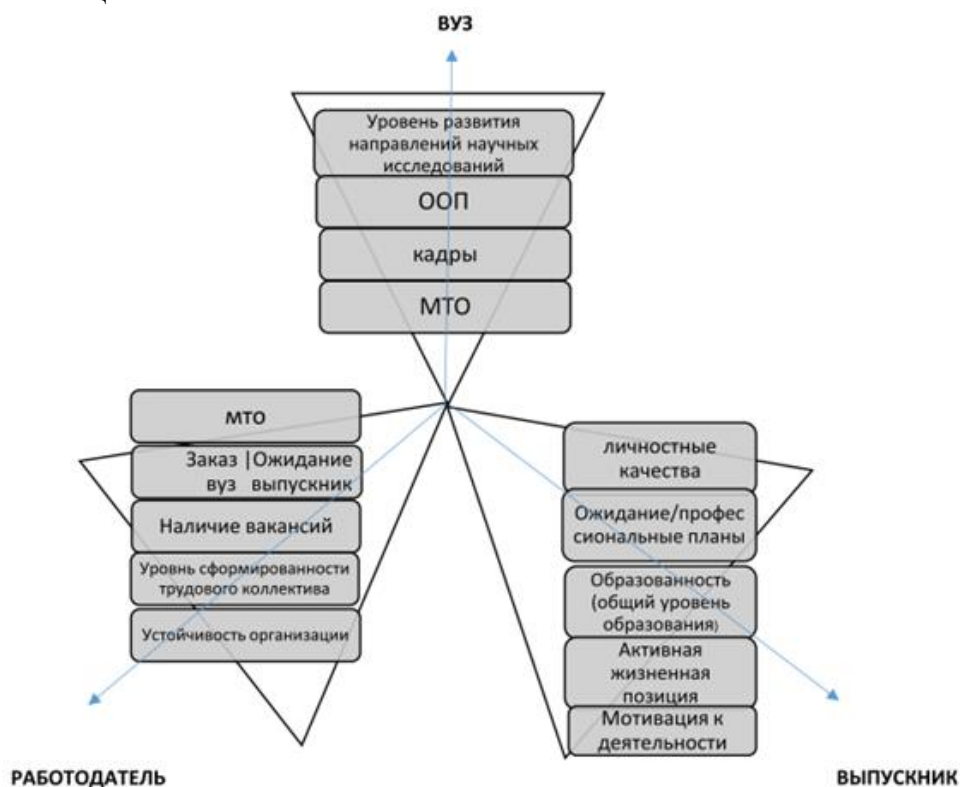 ВУЗ
Уровень развития
направлений научных
исследований
ООП
кадры
МТО
МТО
Заказ |Ожидание
вуз выпускник
Наличие вакансий
Уровнь сформированности
трудового коллектива
Устойчивость организации
личностные
качества
Ожидание/профес
сиональные планы
Образованность
(общий уровень
образования)
Активная
жизненная
позиция
Мотивация к
деятельности
РАБОТОДАТЕЛЬ
ВЫПУСКНИК